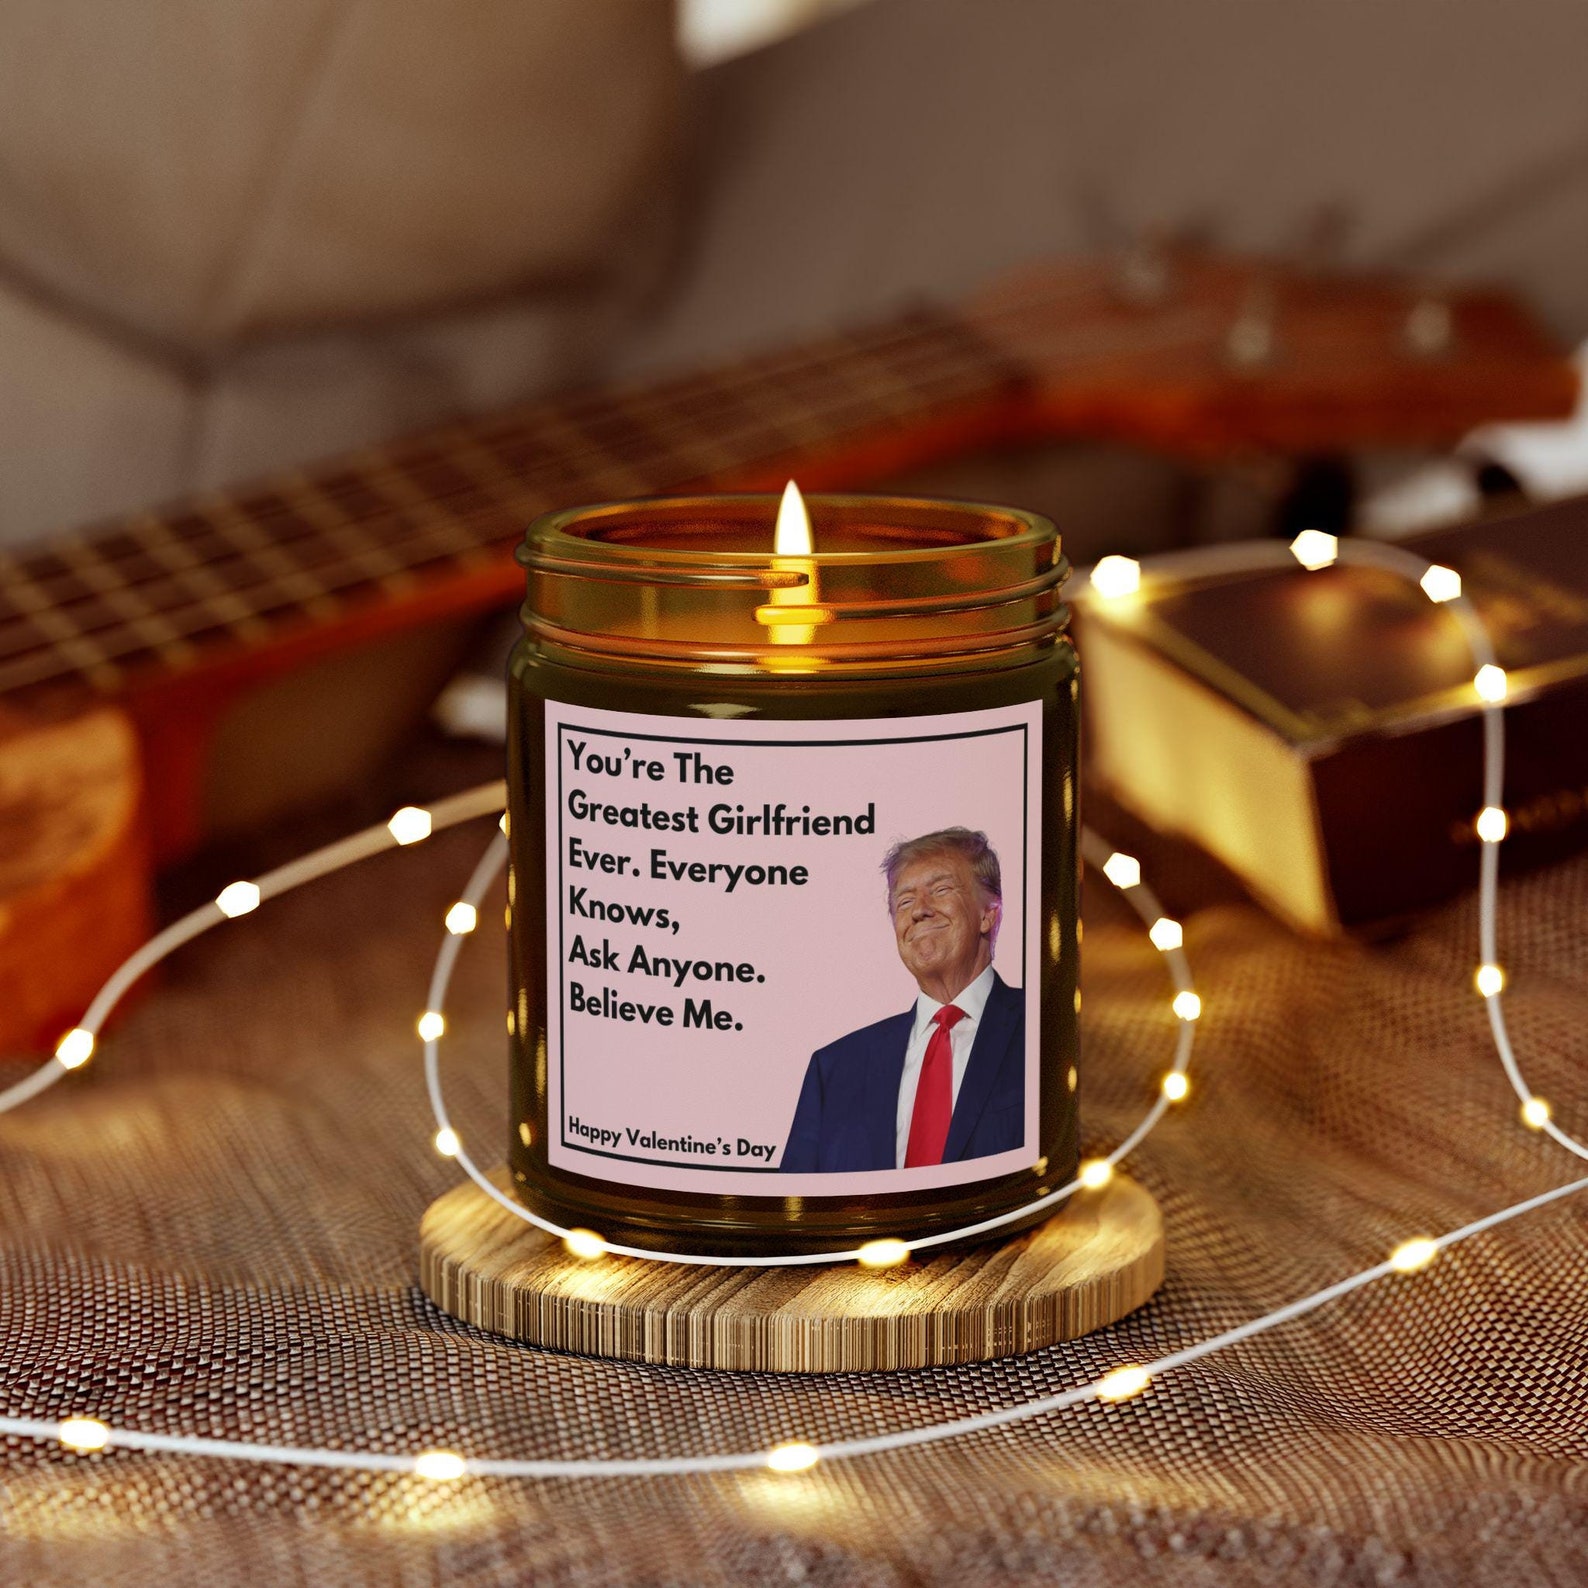 You’re The
Greatest Girlfriend
Ever. Everyone
Knows,
Ask Anyone.
Believe Me.
Happy Valentine’s Day